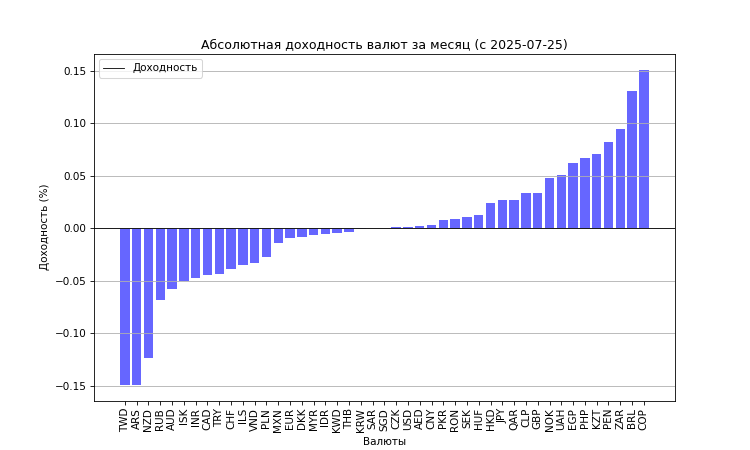 Абсолютная доходность валют за месяц (с 2025-07-25)
Доходность
0.15
0.10
0.05
0.00
−0.05
−0.10
−0.15
Доходность (%)
TWD ARS NZD RUB AUD ISK INR CAD TRY CHF ILS VND PLN MXN EUR DKK MYR IDR KWD THB KRW SAR SGD CZK USD AED CNY PKR RON SEK HUF HKD JPY QAR CLP GBP NOK UAH EGP PHP KZT PEN ZAR BRL COP
Валюты